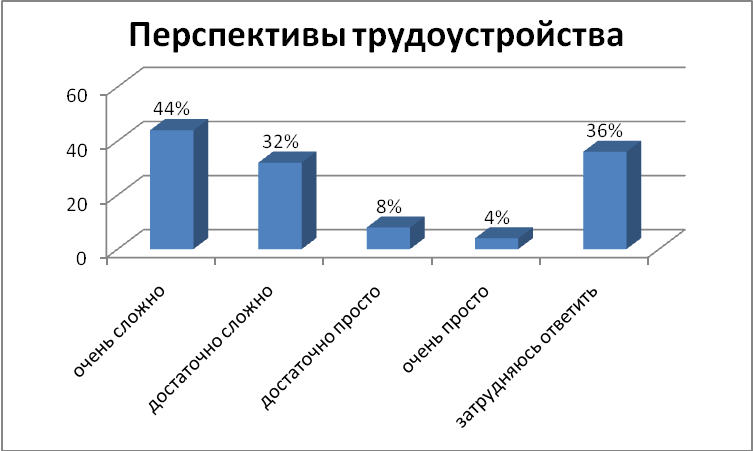 Перспективы трудоустройства
60
40
20
0
44%
32%
8%
4%
36%
очень сложно
достаточно сложно
достаточно просто
очень просто
затрудняюсь ответить